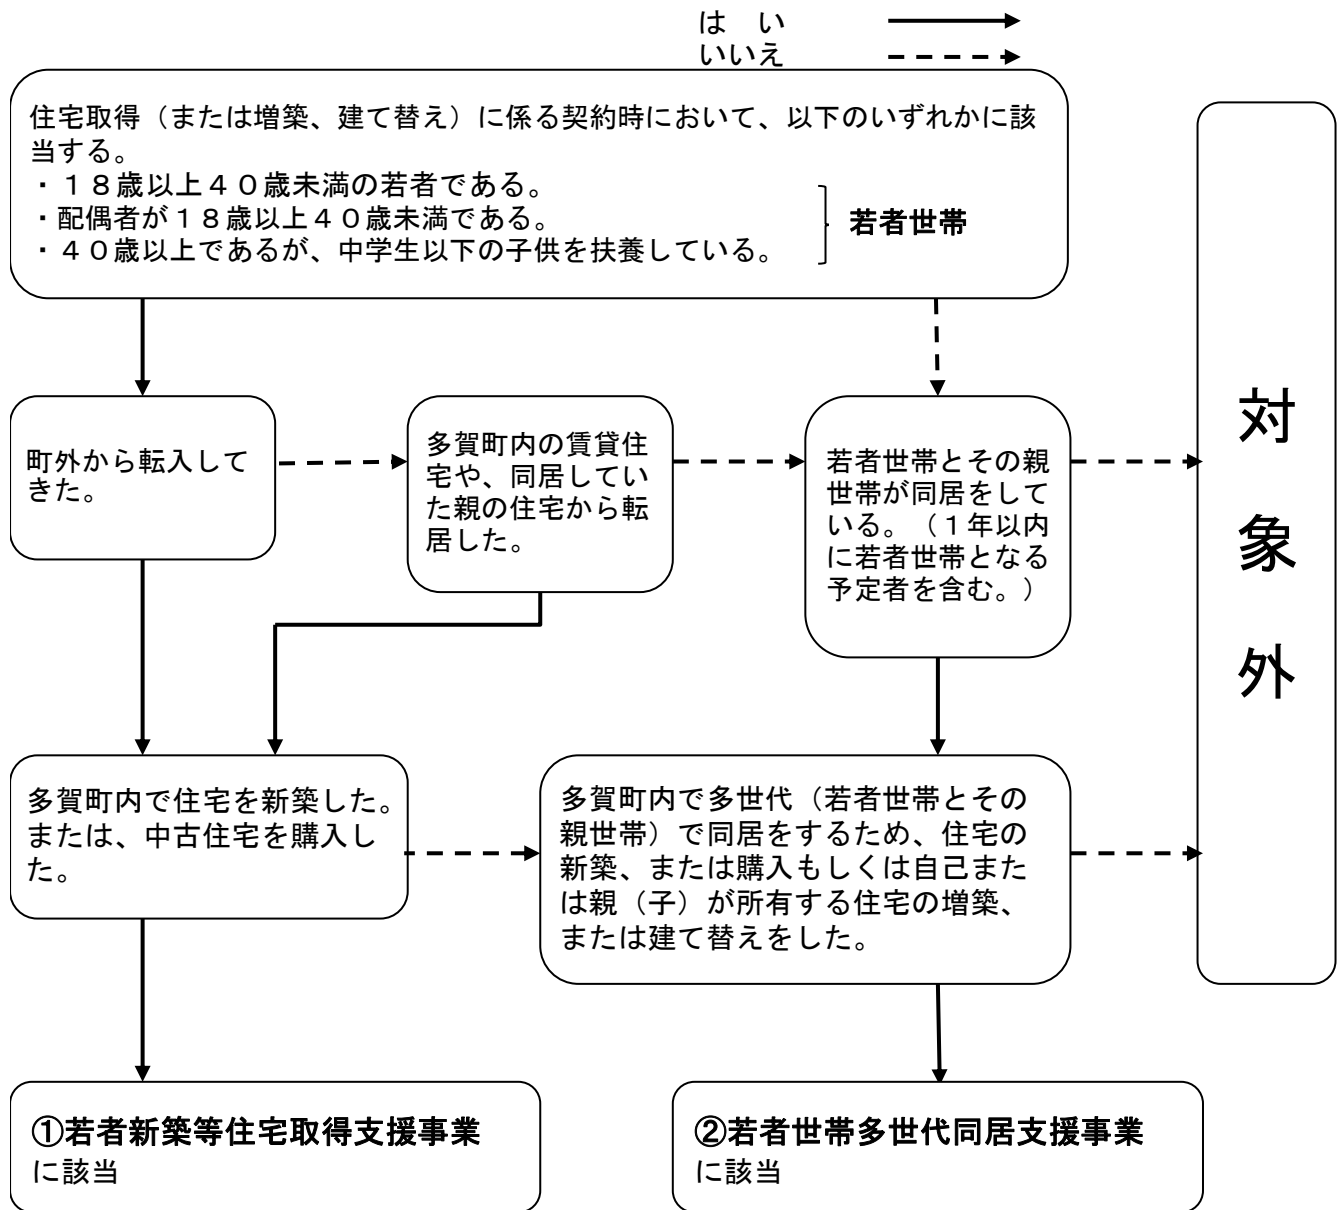 は　い
いいえ
住宅取得（または増築、建て替え）に係る契約時において、以下のいずれかに該
当する。
・１８歳以上４０歳未満の若者である。
・配偶者が１８歳以上４０歳未満である。
・４０歳以上であるが、中学生以下の子供を扶養している。
若者世帯
町外から転入して
きた。
多賀町内の賃貸住
宅や、同居してい
た親の住宅から転
居した。
若者世帯とその親
世帯が同居をして
いる。（１年以内
に若者世帯となる
予定者を含む。）
対象外
多賀町内で住宅を新築した。
または、中古住宅を購入し
た。
多賀町内で多世代（若者世帯とその
親世帯）で同居をするため、住宅の
新築、または購入もしくは自己また
は親（子）が所有する住宅の増築、
または建て替えをした。
①若者新築等住宅取得支援事業
に該当
②若者世帯多世代同居支援事業
に該当